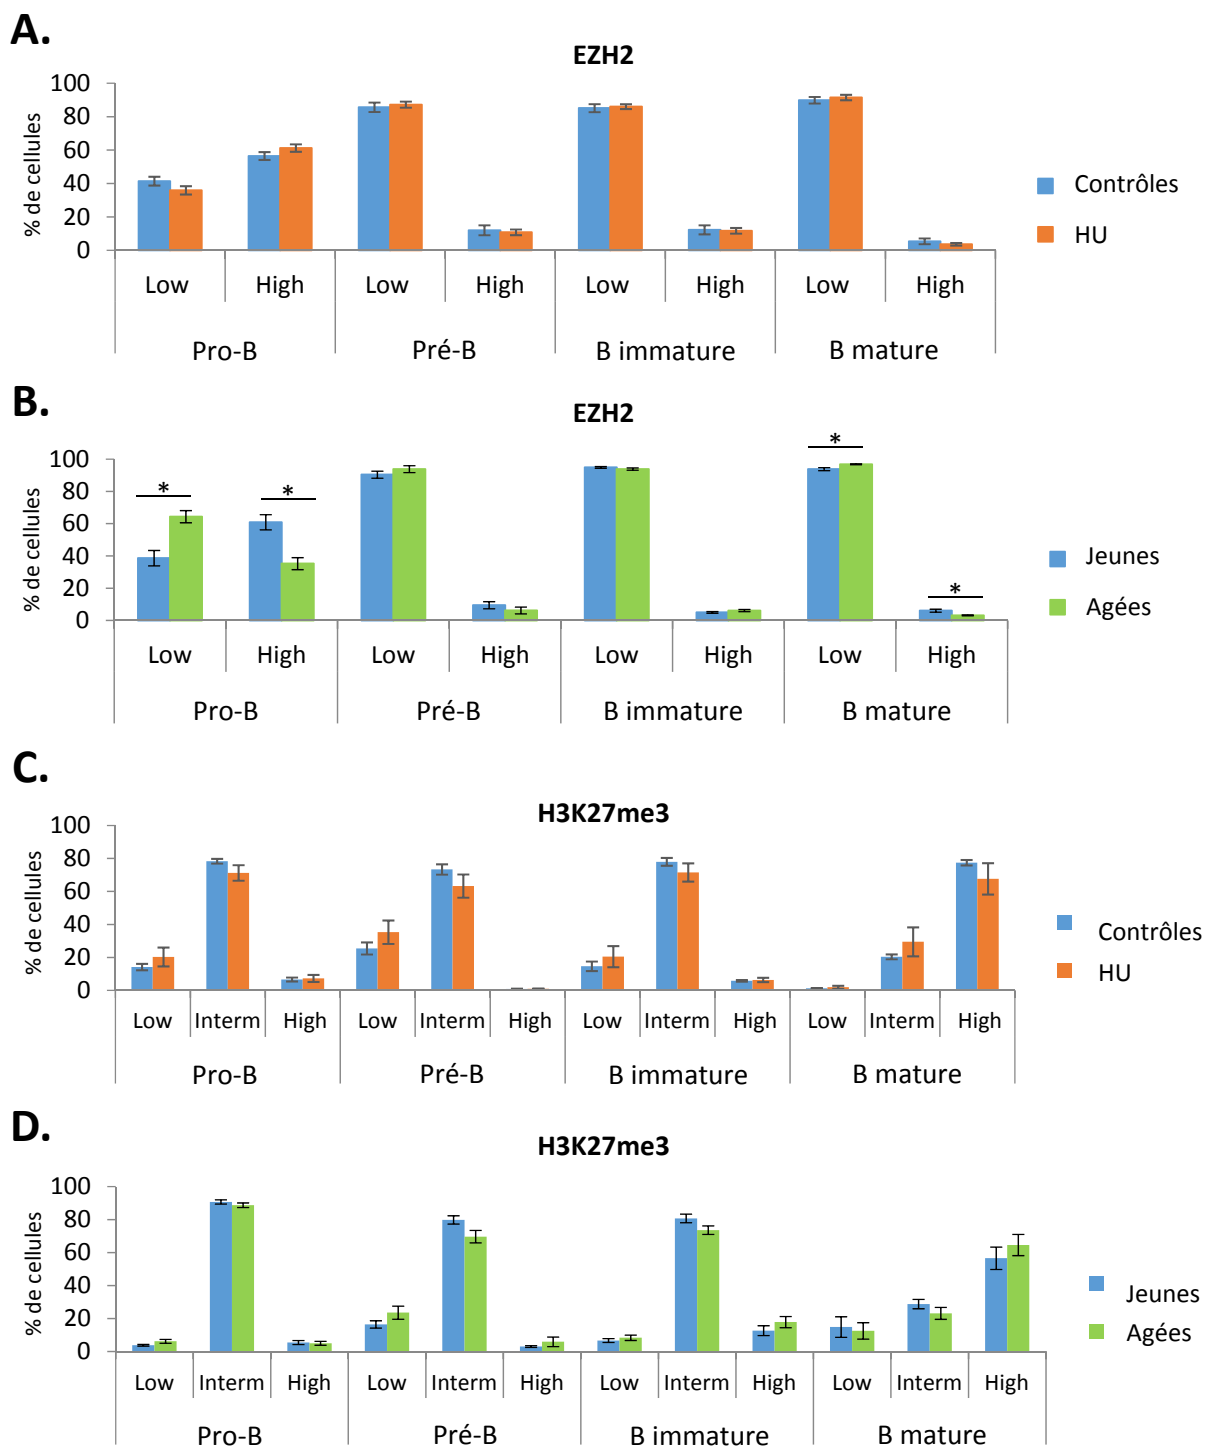 A.
EZH2
% de cellules
100
80
60
40
20
0
Low High Low High Low High Low High
Pro-B Pré-B B immature B mature
Contrôles
HU
B.
EZH2
% de cellules
100
80
60
40
20
0
* * * *
Low High Low High Low High Low High
Pro-B Pré-B B immature B mature
Jeunes
Agées
C.
H3K27me3
% de cellules
100
80
60
40
20
0
Low Interm High Low Interm High Low Interm High Low Interm High
Pro-B Pré-B B immature B mature
Contrôles
HU
D.
H3K27me3
% de cellules
100
80
60
40
20
0
Low Interm High Low Interm High Low Interm High Low Interm High
Pro-B Pré-B B immature B mature
Jeunes
Agées